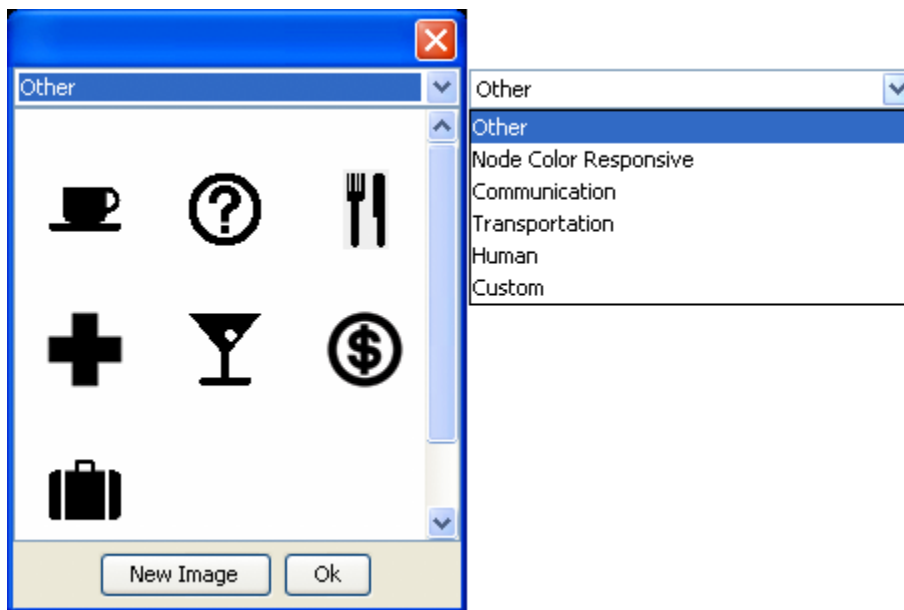 Other
Other
Other
Node Color Responsive
Communication
Transportation
Human
Custom
?
$
New Image
Ok